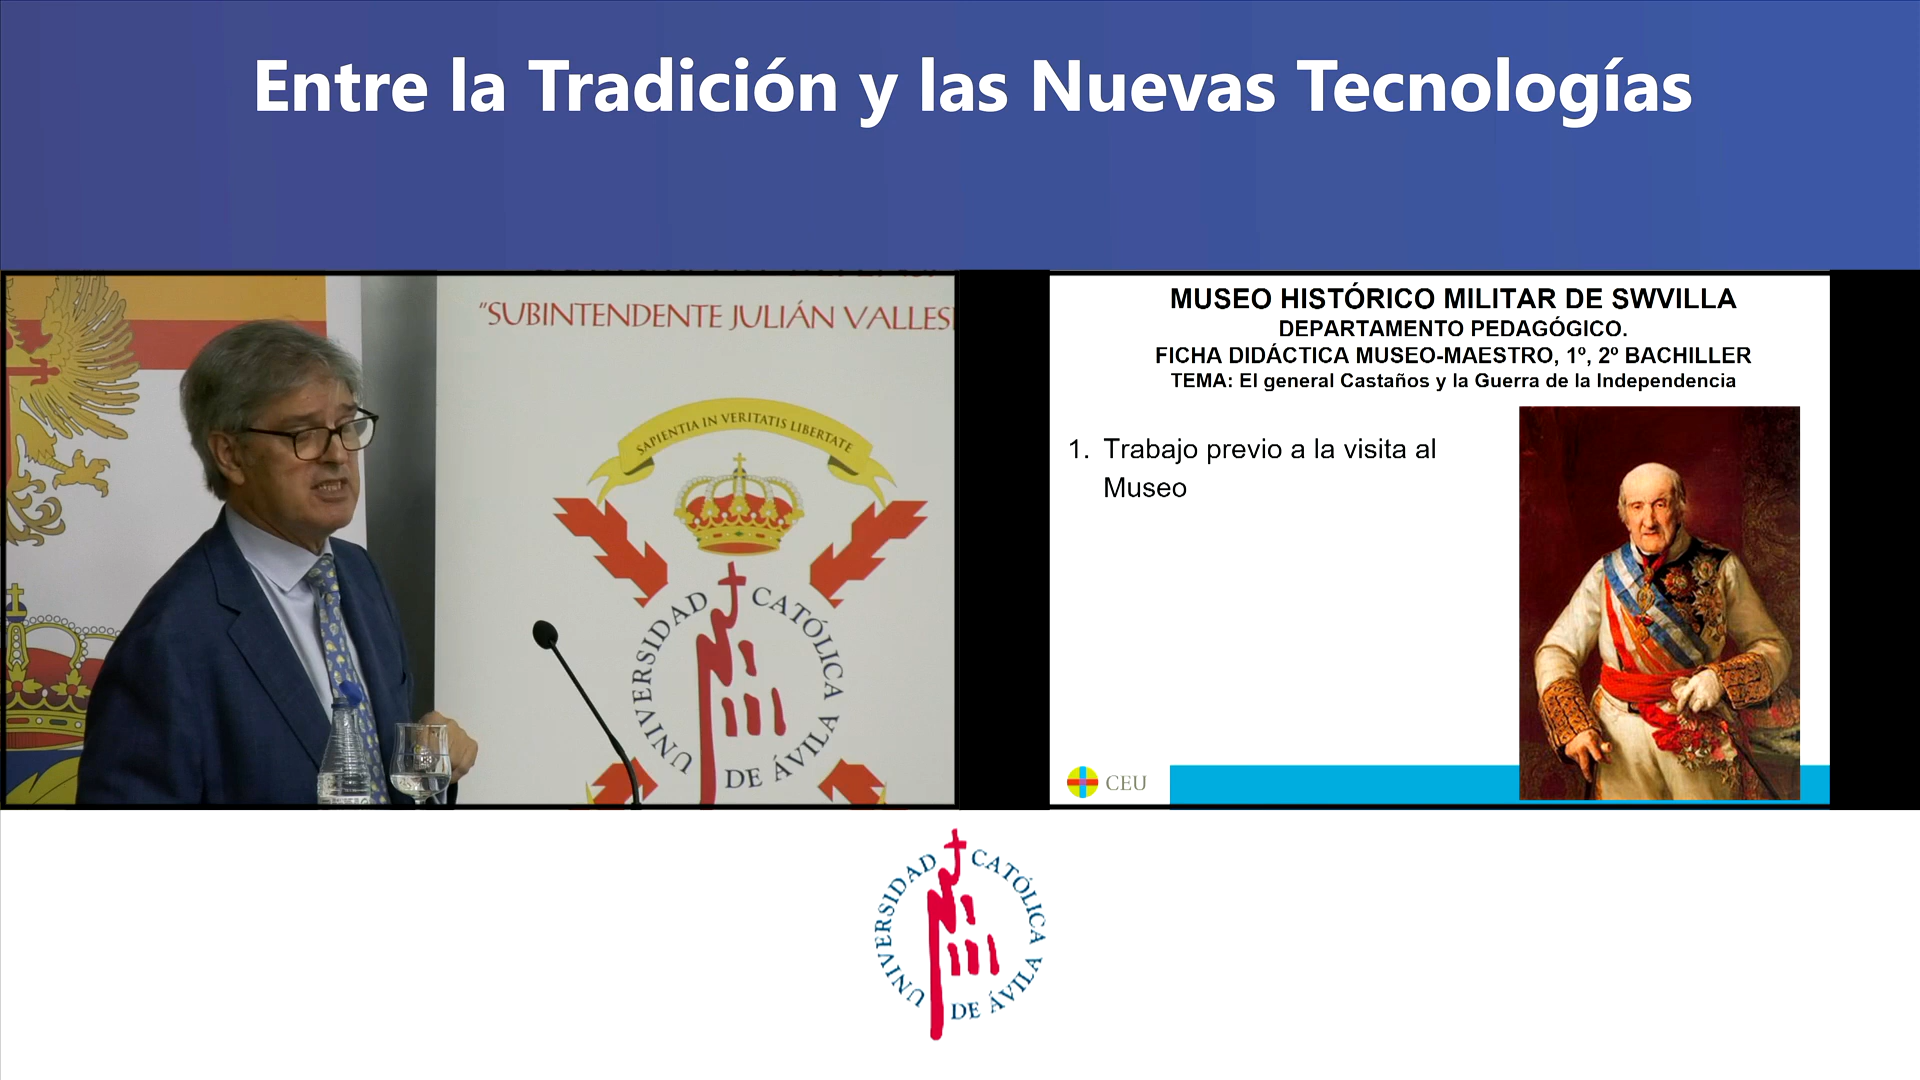 Entre la Tradición y las Nuevas Tecnologías
"SUBINTENDENTE JULIÁN
SAPIENTIA IN VERITATIS LIBERTATE
UNIVERSIDAD CATÓLICA DE ÁVILA
MUSEO HISTÓRICO MILITAR DE SWVILLA
DEPARTAMENTO PEDAGÓGICO.
FICHA DIDÁCTICA MUSEO-MAESTRO, 1º, 2º BACHILLER
TEMA: El general Castaños y la Guerra de la Independencia
1. Trabajo previo a la visita al
Museo
CEU
UNIVERSIDAD CATÓLICA DE ÁVILA